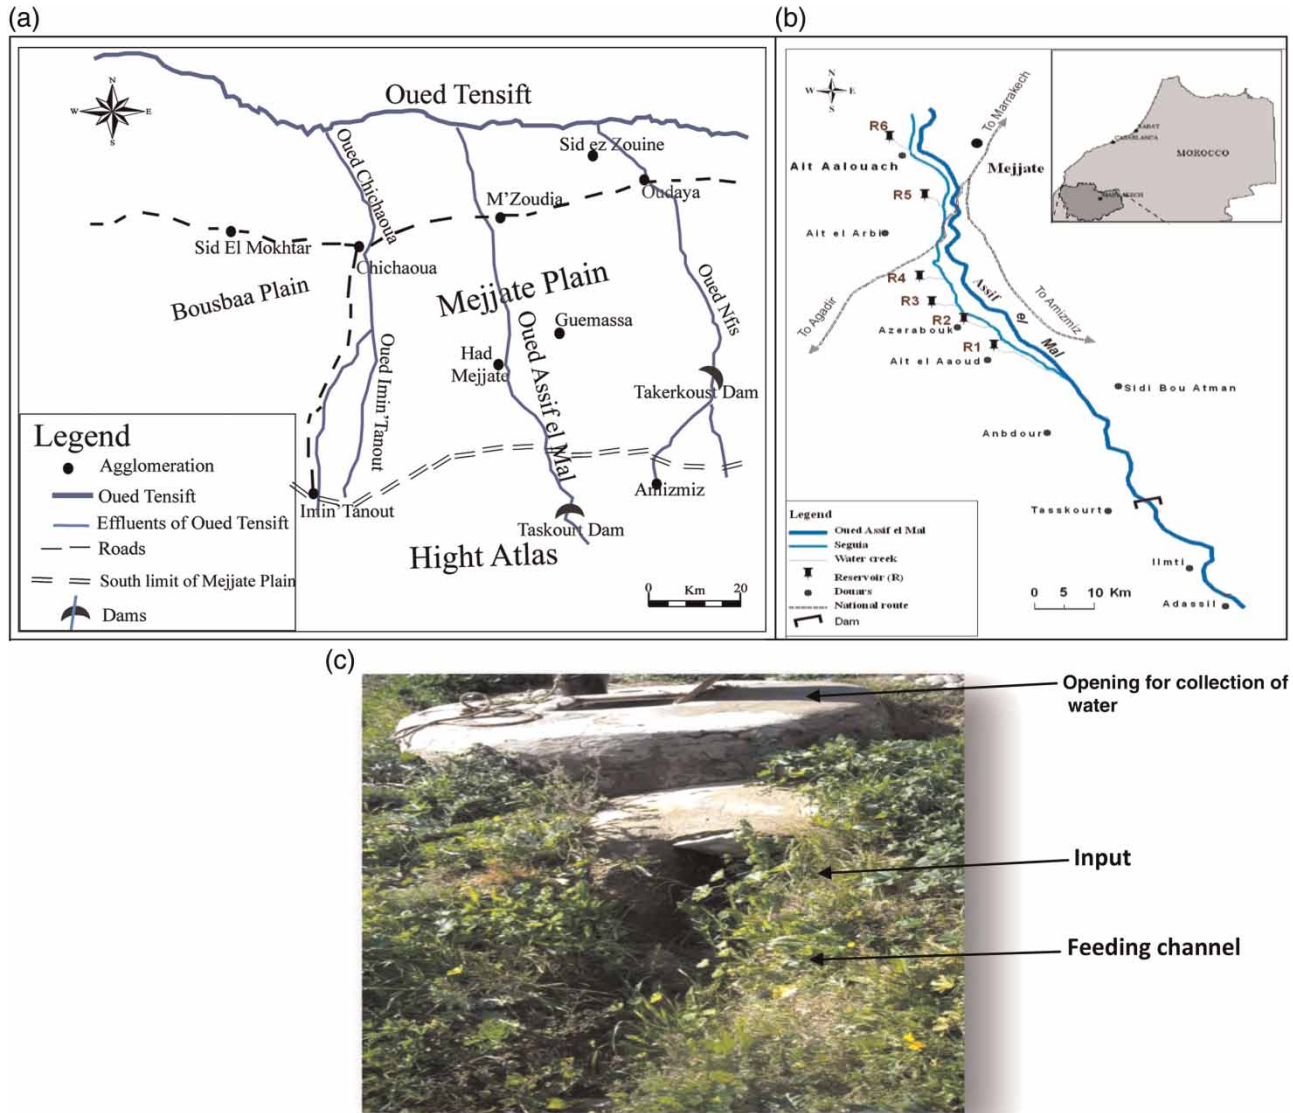 (a)
N
W
E
S
Oued Tensift
Sid ez Zouine
Oued Chichaoua
Oudaya
M'Zoudia
Sid El Mokhtar
Chichaoua
Bousbaa Plain
Mejjate Plain
Oued Nfis
Guemassa
Had
Mejjate
Oued Assif el Mal
Oued Imin'Tanout
Takerkoust Dam
Amizmiz
Imin'Tanout
Taskourt Dam
Hight Atlas
0 Km 20
Legend
Agglomeration
Oued Tensift
Effluents of Oued Tensift
Roads
South limit of Mejjate Plain
Dams
(b)
N
W
E
S
To Marrakech
R6
Ait Aalouach
Mejjate
RABAT
CASABLANCA
MOROCCO
MARRAKECH
R5
Ait el Arbi
R4
Assif
el
Mal
To Amizmiz
R3
R2
To Agadir
Azerabouk
R1
Ait el Aaoud
Sidi Bou Atman
Anbdour
Tasskourt
Ilmti
Adassil
0 5 10 Km
Legend
Oued Assif el Mal
Seguia
Water creek
Reservoir (R)
Douars
National route
Dam
(c)
Opening for collection of
water
Input
Feeding channel